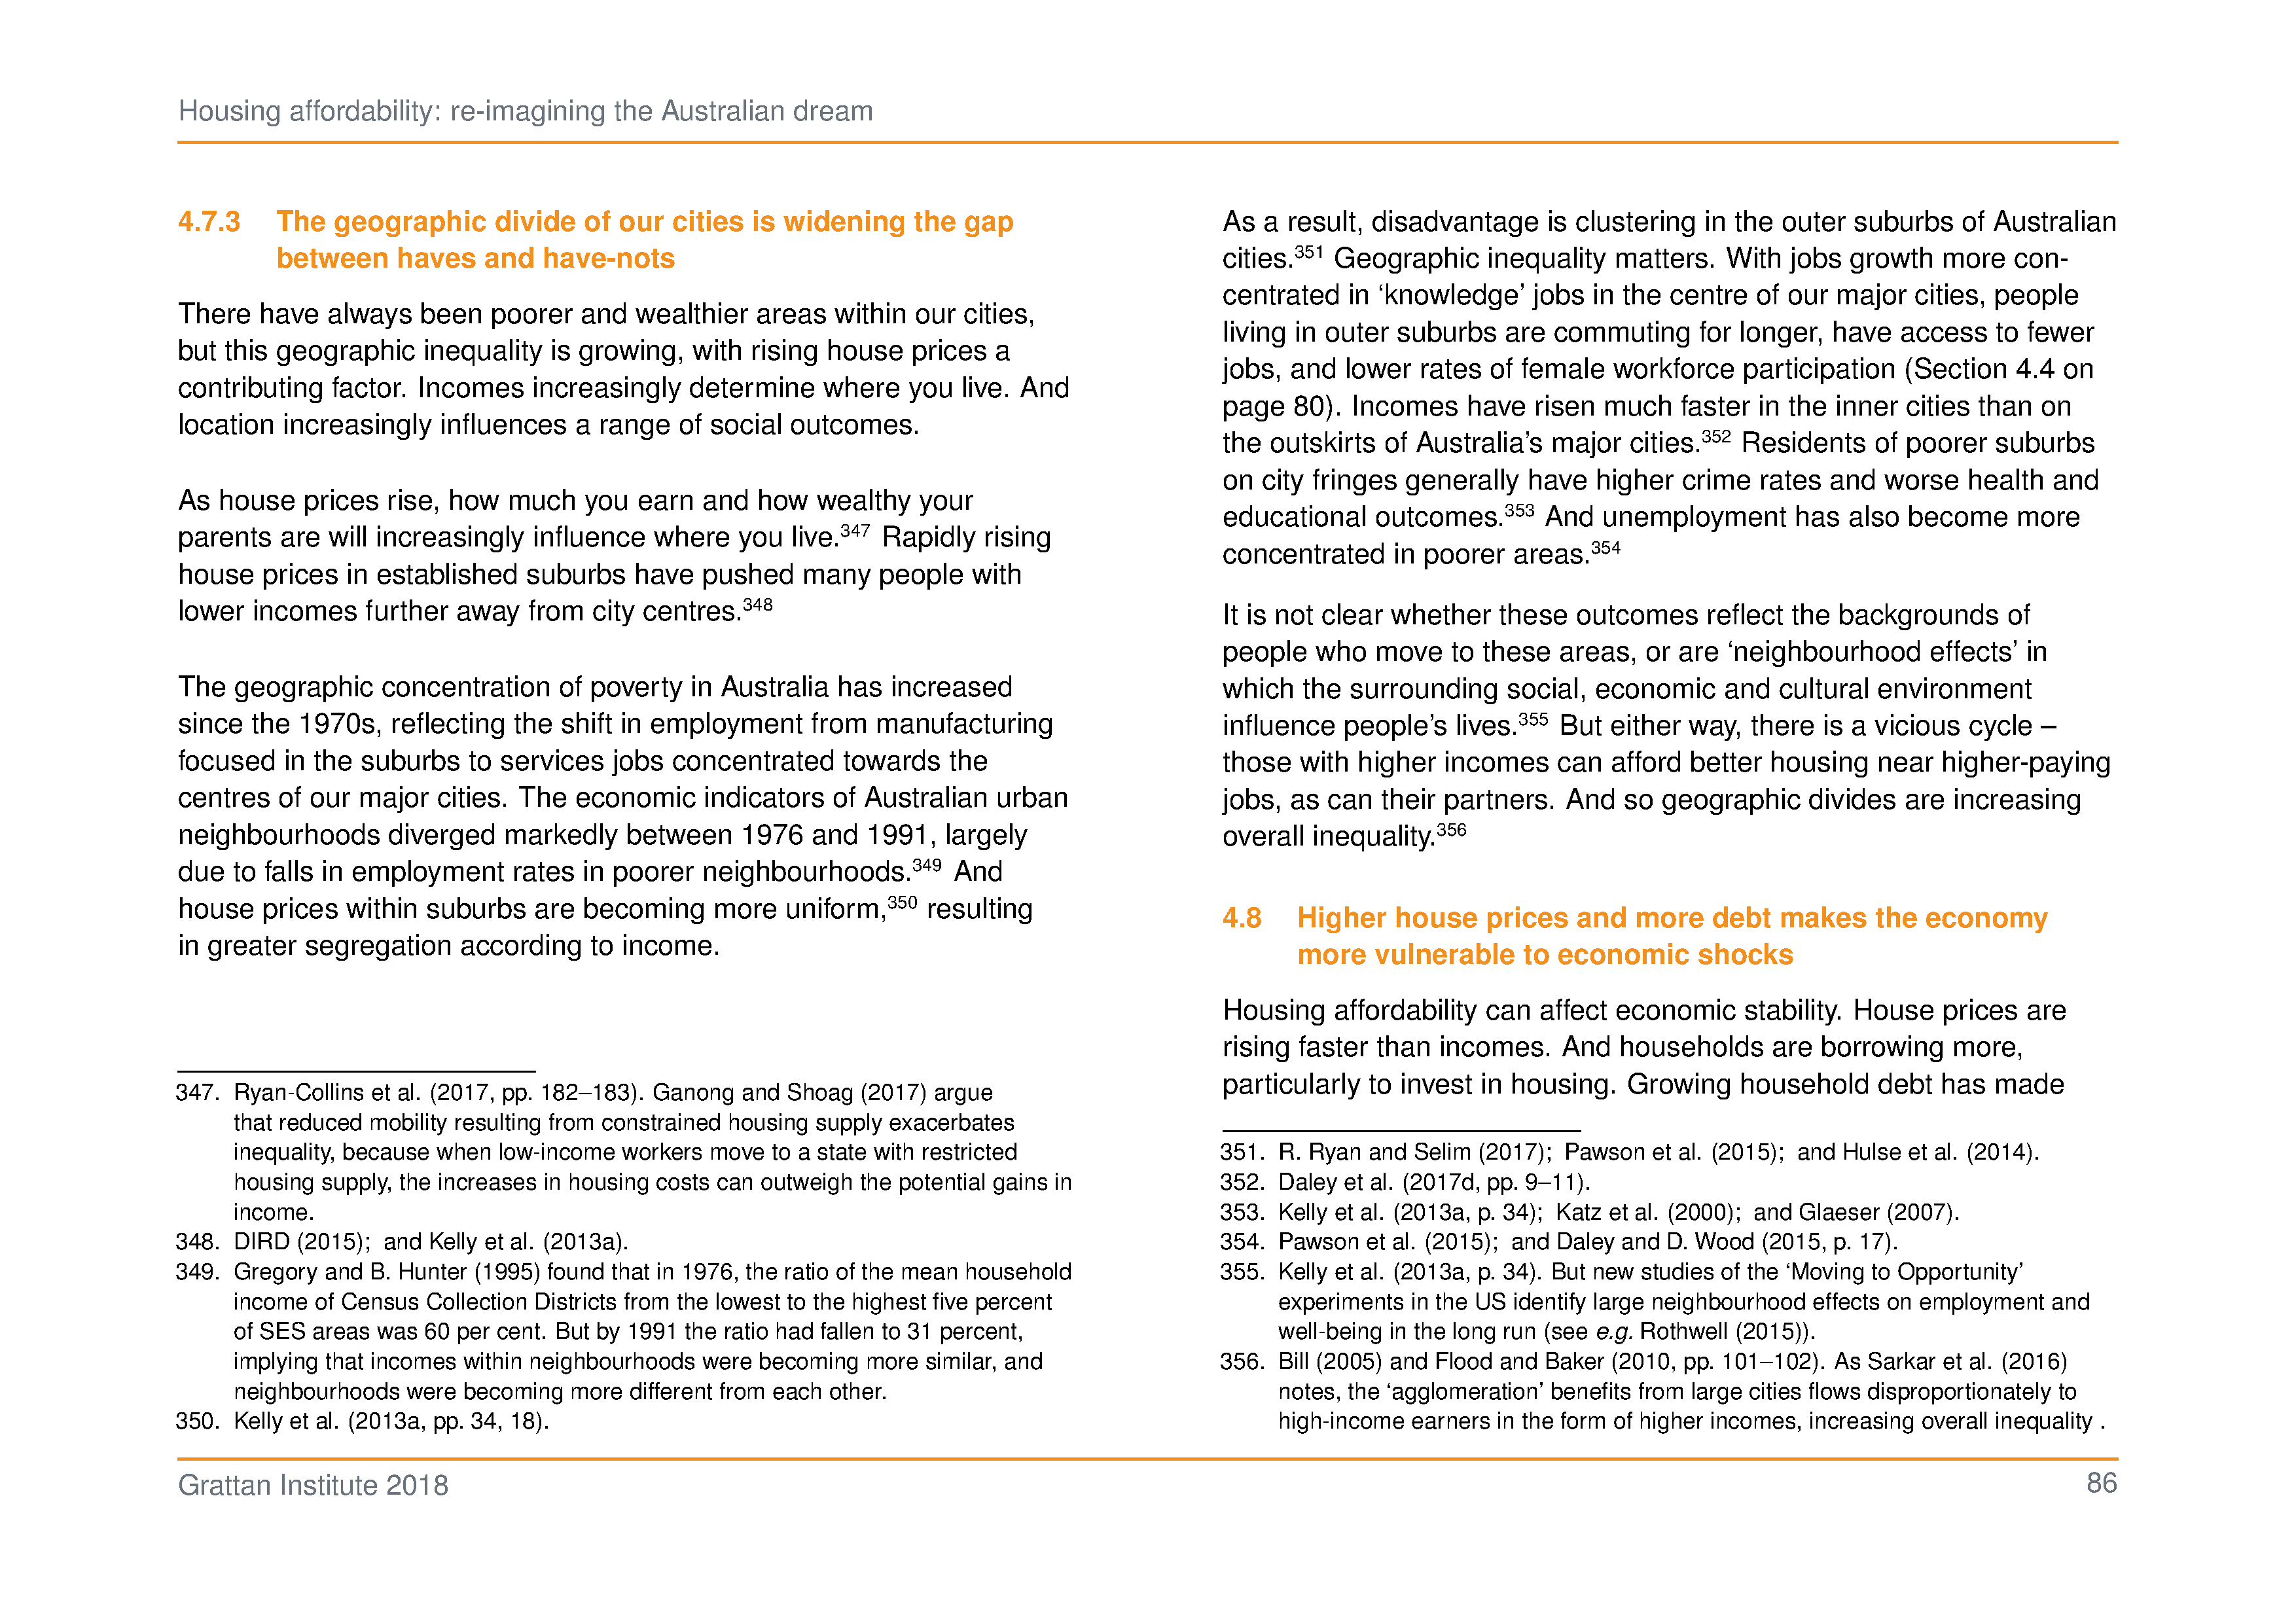 Housing affordability: re-imagining the Australian dream
4.7.3 The geographic divide of our cities is widening the gap
between haves and have-nots
There have always been poorer and wealthier areas within our cities,
but this geographic inequality is growing, with rising house prices a
contributing factor. Incomes increasingly determine where you live. And
location increasingly influences a range of social outcomes.
As house prices rise, how much you earn and how wealthy your
parents are will increasingly influence where you live.347 Rapidly rising
house prices in established suburbs have pushed many people with
lower incomes further away from city centres.348
The geographic concentration of poverty in Australia has increased
since the 1970s, reflecting the shift in employment from manufacturing
focused in the suburbs to services jobs concentrated towards the
centres of our major cities. The economic indicators of Australian urban
neighbourhoods diverged markedly between 1976 and 1991, largely
due to falls in employment rates in poorer neighbourhoods.349 And
house prices within suburbs are becoming more uniform,350 resulting
in greater segregation according to income.
347. Ryan-Collins et al. (2017, pp. 182–183). Ganong and Shoag (2017) argue
that reduced mobility resulting from constrained housing supply exacerbates
inequality, because when low-income workers move to a state with restricted
housing supply, the increases in housing costs can outweigh the potential gains in
income.
348. DIRD (2015); and Kelly et al. (2013a).
349. Gregory and B. Hunter (1995) found that in 1976, the ratio of the mean household
income of Census Collection Districts from the lowest to the highest five percent
of SES areas was 60 per cent. But by 1991 the ratio had fallen to 31 percent,
implying that incomes within neighbourhoods were becoming more similar, and
neighbourhoods were becoming more different from each other.
350. Kelly et al. (2013a, pp. 34, 18).
As a result, disadvantage is clustering in the outer suburbs of Australian
cities.351 Geographic inequality matters. With jobs growth more con-
centrated in ‘knowledge’ jobs in the centre of our major cities, people
living in outer suburbs are commuting for longer, have access to fewer
jobs, and lower rates of female workforce participation (Section 4.4 on
page 80). Incomes have risen much faster in the inner cities than on
the outskirts of Australia’s major cities.352 Residents of poorer suburbs
on city fringes generally have higher crime rates and worse health and
educational outcomes.353 And unemployment has also become more
concentrated in poorer areas.354
It is not clear whether these outcomes reflect the backgrounds of
people who move to these areas, or are ‘neighbourhood effects’ in
which the surrounding social, economic and cultural environment
influence people’s lives.355 But either way, there is a vicious cycle –
those with higher incomes can afford better housing near higher-paying
jobs, as can their partners. And so geographic divides are increasing
overall inequality.356
4.8 Higher house prices and more debt makes the economy
more vulnerable to economic shocks
Housing affordability can affect economic stability. House prices are
rising faster than incomes. And households are borrowing more,
particularly to invest in housing. Growing household debt has made
351. R. Ryan and Selim (2017); Pawson et al. (2015); and Hulse et al. (2014).
352. Daley et al. (2017d, pp. 9–11).
353. Kelly et al. (2013a, p. 34); Katz et al. (2000); and Glaeser (2007).
354. Pawson et al. (2015); and Daley and D. Wood (2015, p. 17).
355. Kelly et al. (2013a, p. 34). But new studies of the ‘Moving to Opportunity’
experiments in the US identify large neighbourhood effects on employment and
well-being in the long run (see e.g. Rothwell (2015)).
356. Bill (2005) and Flood and Baker (2010, pp. 101–102). As Sarkar et al. (2016)
notes, the ‘agglomeration’ benefits from large cities flows disproportionately to
high-income earners in the form of higher incomes, increasing overall inequality .
Grattan Institute 2018
86